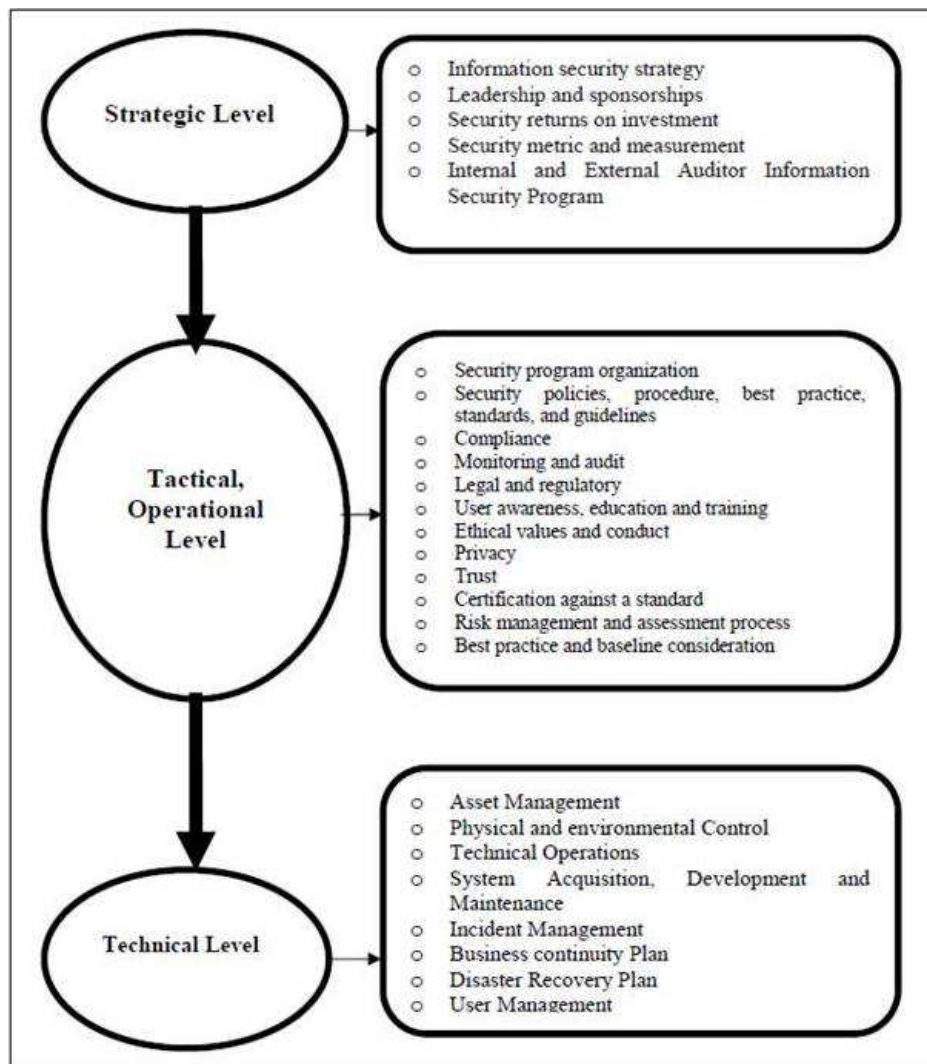 Strategic Level
o Information security strategy
o Leadership and sponsorships
o Security returns on investment
o Security metric and measurement
o Internal and External Auditor Information
Security Program
Tactical,
Operational
Level
o Security program organization
o Security policies, procedure, best practice,
standards, and guidelines
o Compliance
o Monitoring and audit
o Legal and regulatory
o User awareness, education and training
o Ethical values and conduct
o Privacy
o Trust
o Certification against a standard
o Risk management and assessment process
o Best practice and baseline consideration
Technical Level
o Asset Management
o Physical and environmental Control
o Technical Operations
o System Acquisition, Development and
Maintenance
o Incident Management
o Business continuity Plan
o Disaster Recovery Plan
o User Management